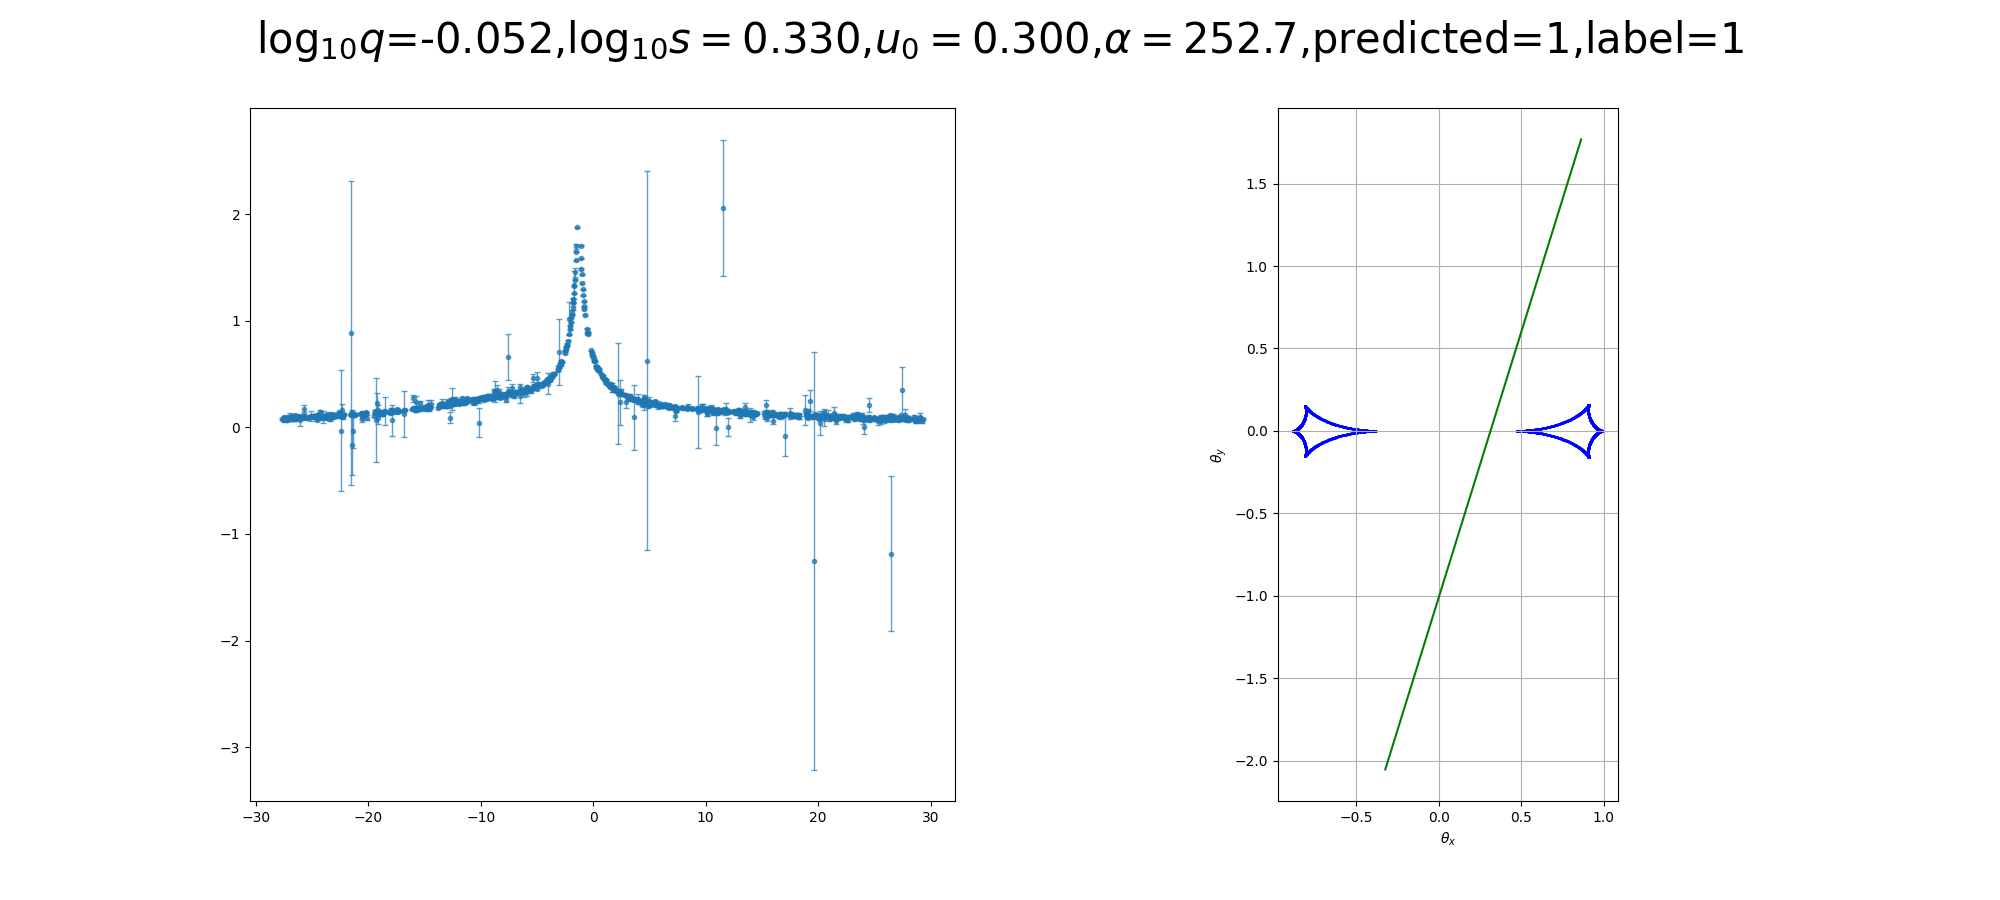 log₁₀q=-0.052,log₁₀s = 0.330,u₀ = 0.300,α = 252.7,predicted=1,label=1
2
1
0
−1
−2
−3
−30 −20 −10 0 10 20 30
1.5
1.0
0.5
0.0
−0.5
−1.0
−1.5
−2.0
θy
−0.5 0.0 0.5 1.0
θx